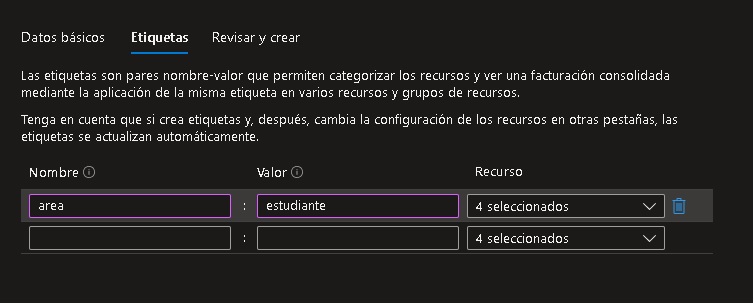 Datos básicos Etiquetas Revisar y crear
Las etiquetas son pares nombre-valor que permiten categorizar los recursos y ver una facturación consolidada
mediante la aplicación de la misma etiqueta en varios recursos y grupos de recursos.
Tenga en cuenta que si crea etiquetas y, después, cambia la configuración de los recursos en otras pestañas, las
etiquetas se actualizan automáticamente.
Nombre Valor Recurso
area : estudiante 4 seleccionados
: 4 seleccionados